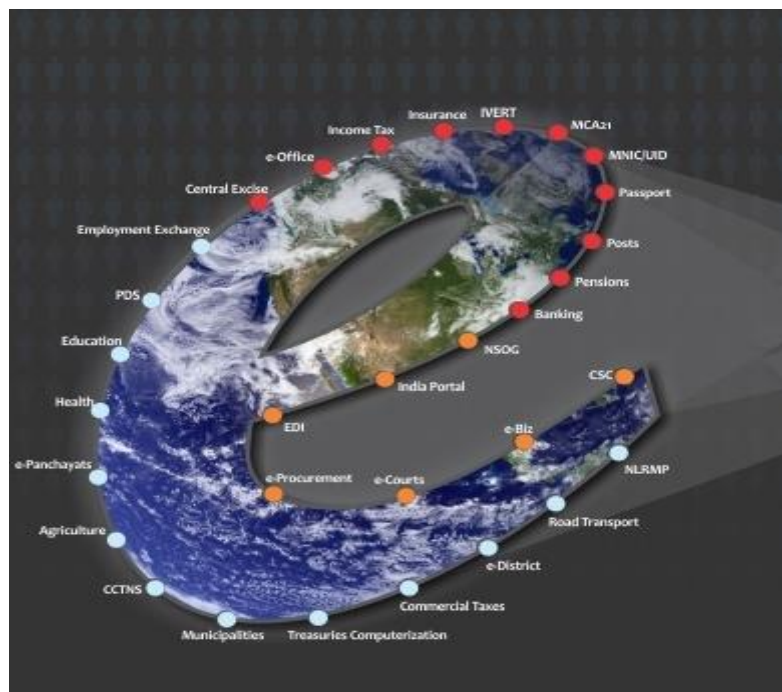 IVERT
Insurance
MCA21
Income Tax
MNIC/UID
e-Office
Central Excise
Passport
Employment Exchange
Posts
Pensions
PDS
Banking
Education
NSOG
CSC
India Portal
Health
EDI
e-Biz
e-Panchayats
NLRMP
e-Procurement
e-Courts
Road Transport
Agriculture
e-District
CCTNS
Commercial Taxes
Municipalities
Treasuries Computerization